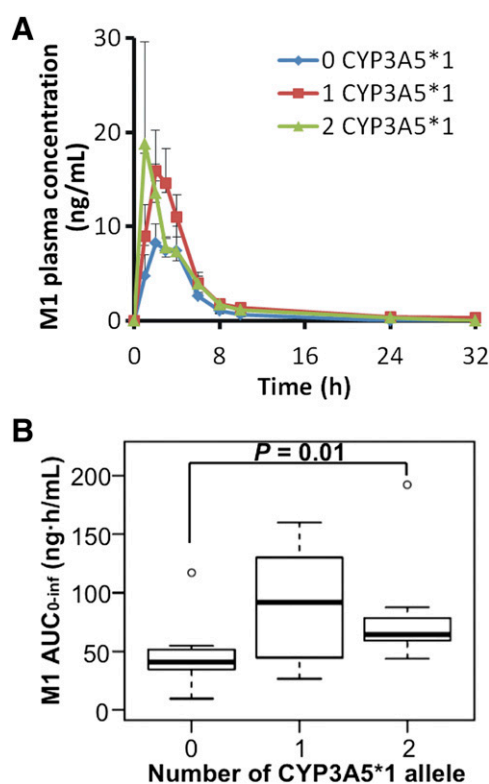 A
M1 plasma concentration
(ng/mL)
30
20
10
0
0 CYP3A5*1
1 CYP3A5*1
2 CYP3A5*1
0 8 16 24 32
Time (h)
B
M1 AUC0-inf (ng·h/mL)
P = 0.01
200
150
100
50
0
0 1 2
Number of CYP3A5*1 allele